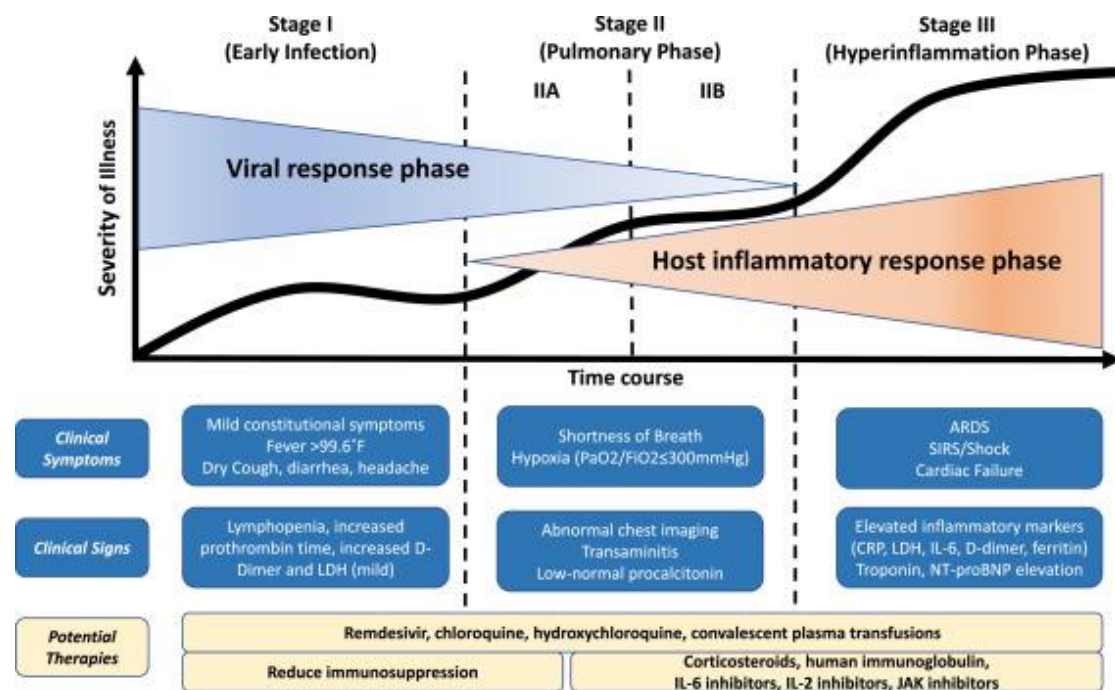 Stage I
(Early Infection)
Stage II
(Pulmonary Phase)
Stage III
(Hyperinflammation Phase)
IIA
IIB
Severity of Illness
Viral response phase
Host inflammatory response phase
Time course
Clinical
Symptoms
Mild constitutional symptoms
Fever >99.6°F
Dry Cough, diarrhea, headache
Shortness of Breath
Hypoxia (PaO2/FiO2≤300mmHg)
ARDS
SIRS/Shock
Cardiac Failure
Clinical Signs
Lymphopenia, increased
prothrombin time, increased D-
Dimer and LDH (mild)
Abnormal chest imaging
Transaminitis
Low-normal procalcitonin
Elevated inflammatory markers
(CRP, LDH, IL-6, D-dimer, ferritin)
Troponin, NT-proBNP elevation
Potential
Therapies
Remdesivir, chloroquine, hydroxychloroquine, convalescent plasma transfusions
Reduce immunosuppression
Corticosteroids, human immunoglobulin,
IL-6 inhibitors, IL-2 inhibitors, JAK inhibitors